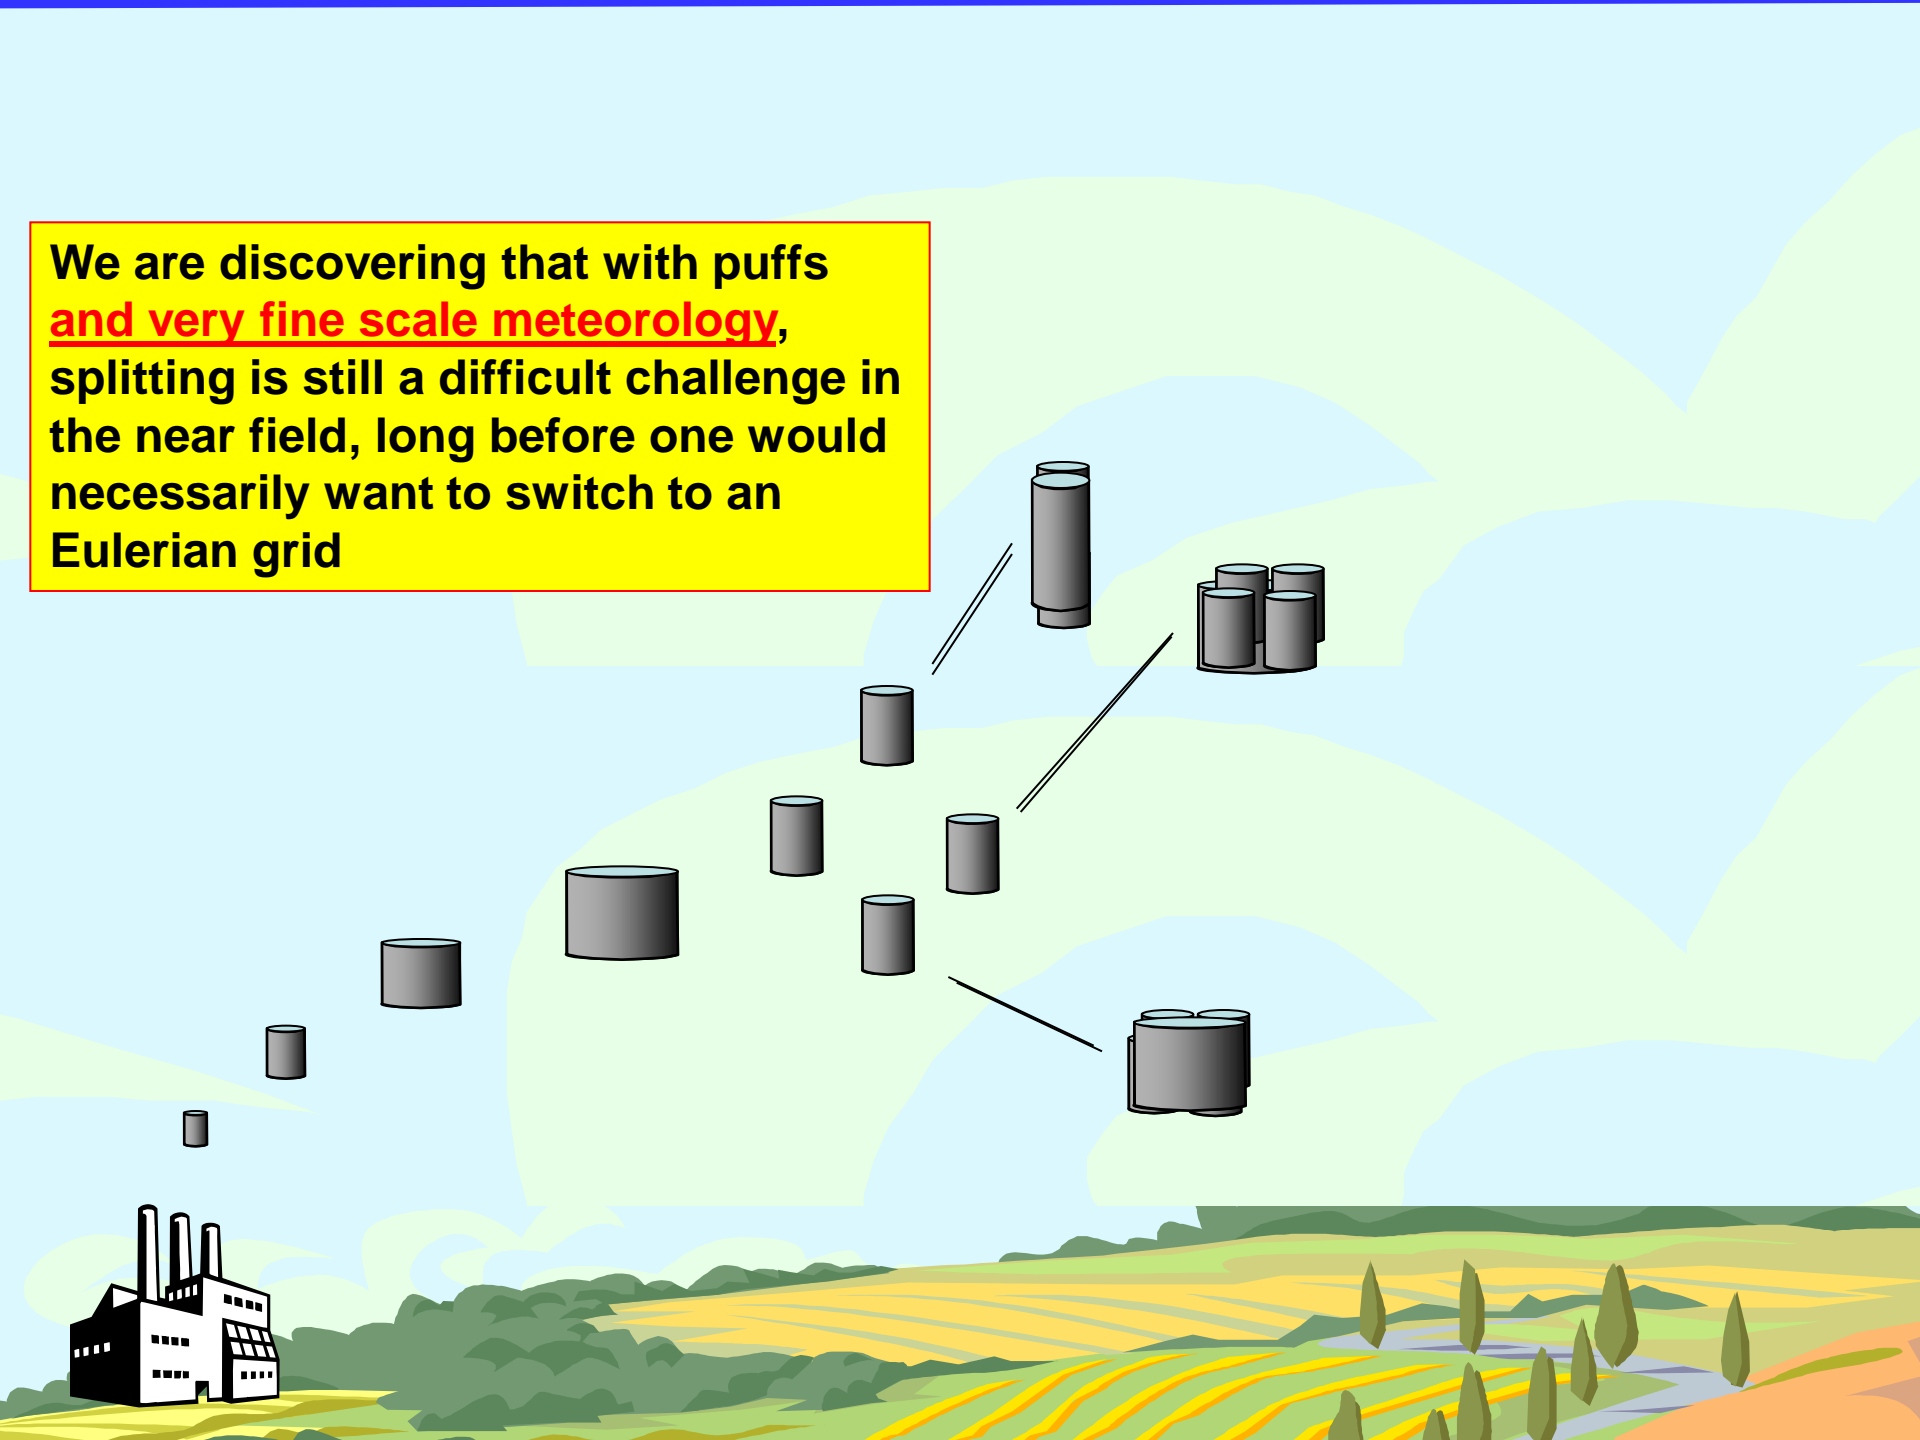 We are discovering that with puffs
and very fine scale meteorology,
splitting is still a difficult challenge in
the near field, long before one would
necessarily want to switch to an
Eulerian grid